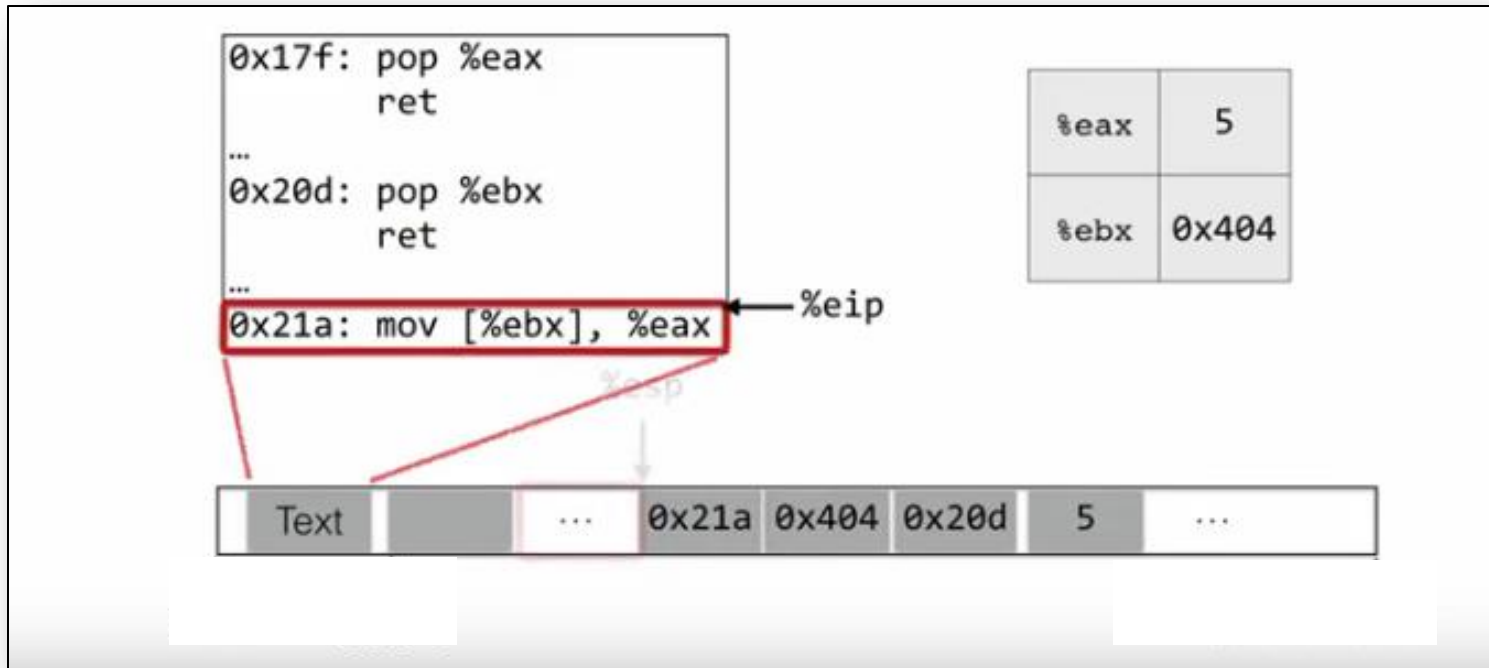 0x17f: pop %eax
ret
…
0x20d: pop %ebx
ret
…
0x21a: mov [%ebx], %eax
%eip
%eax 5
%ebx 0x404
%esp
Text ... 0x21a 0x404 0x20d 5 ...